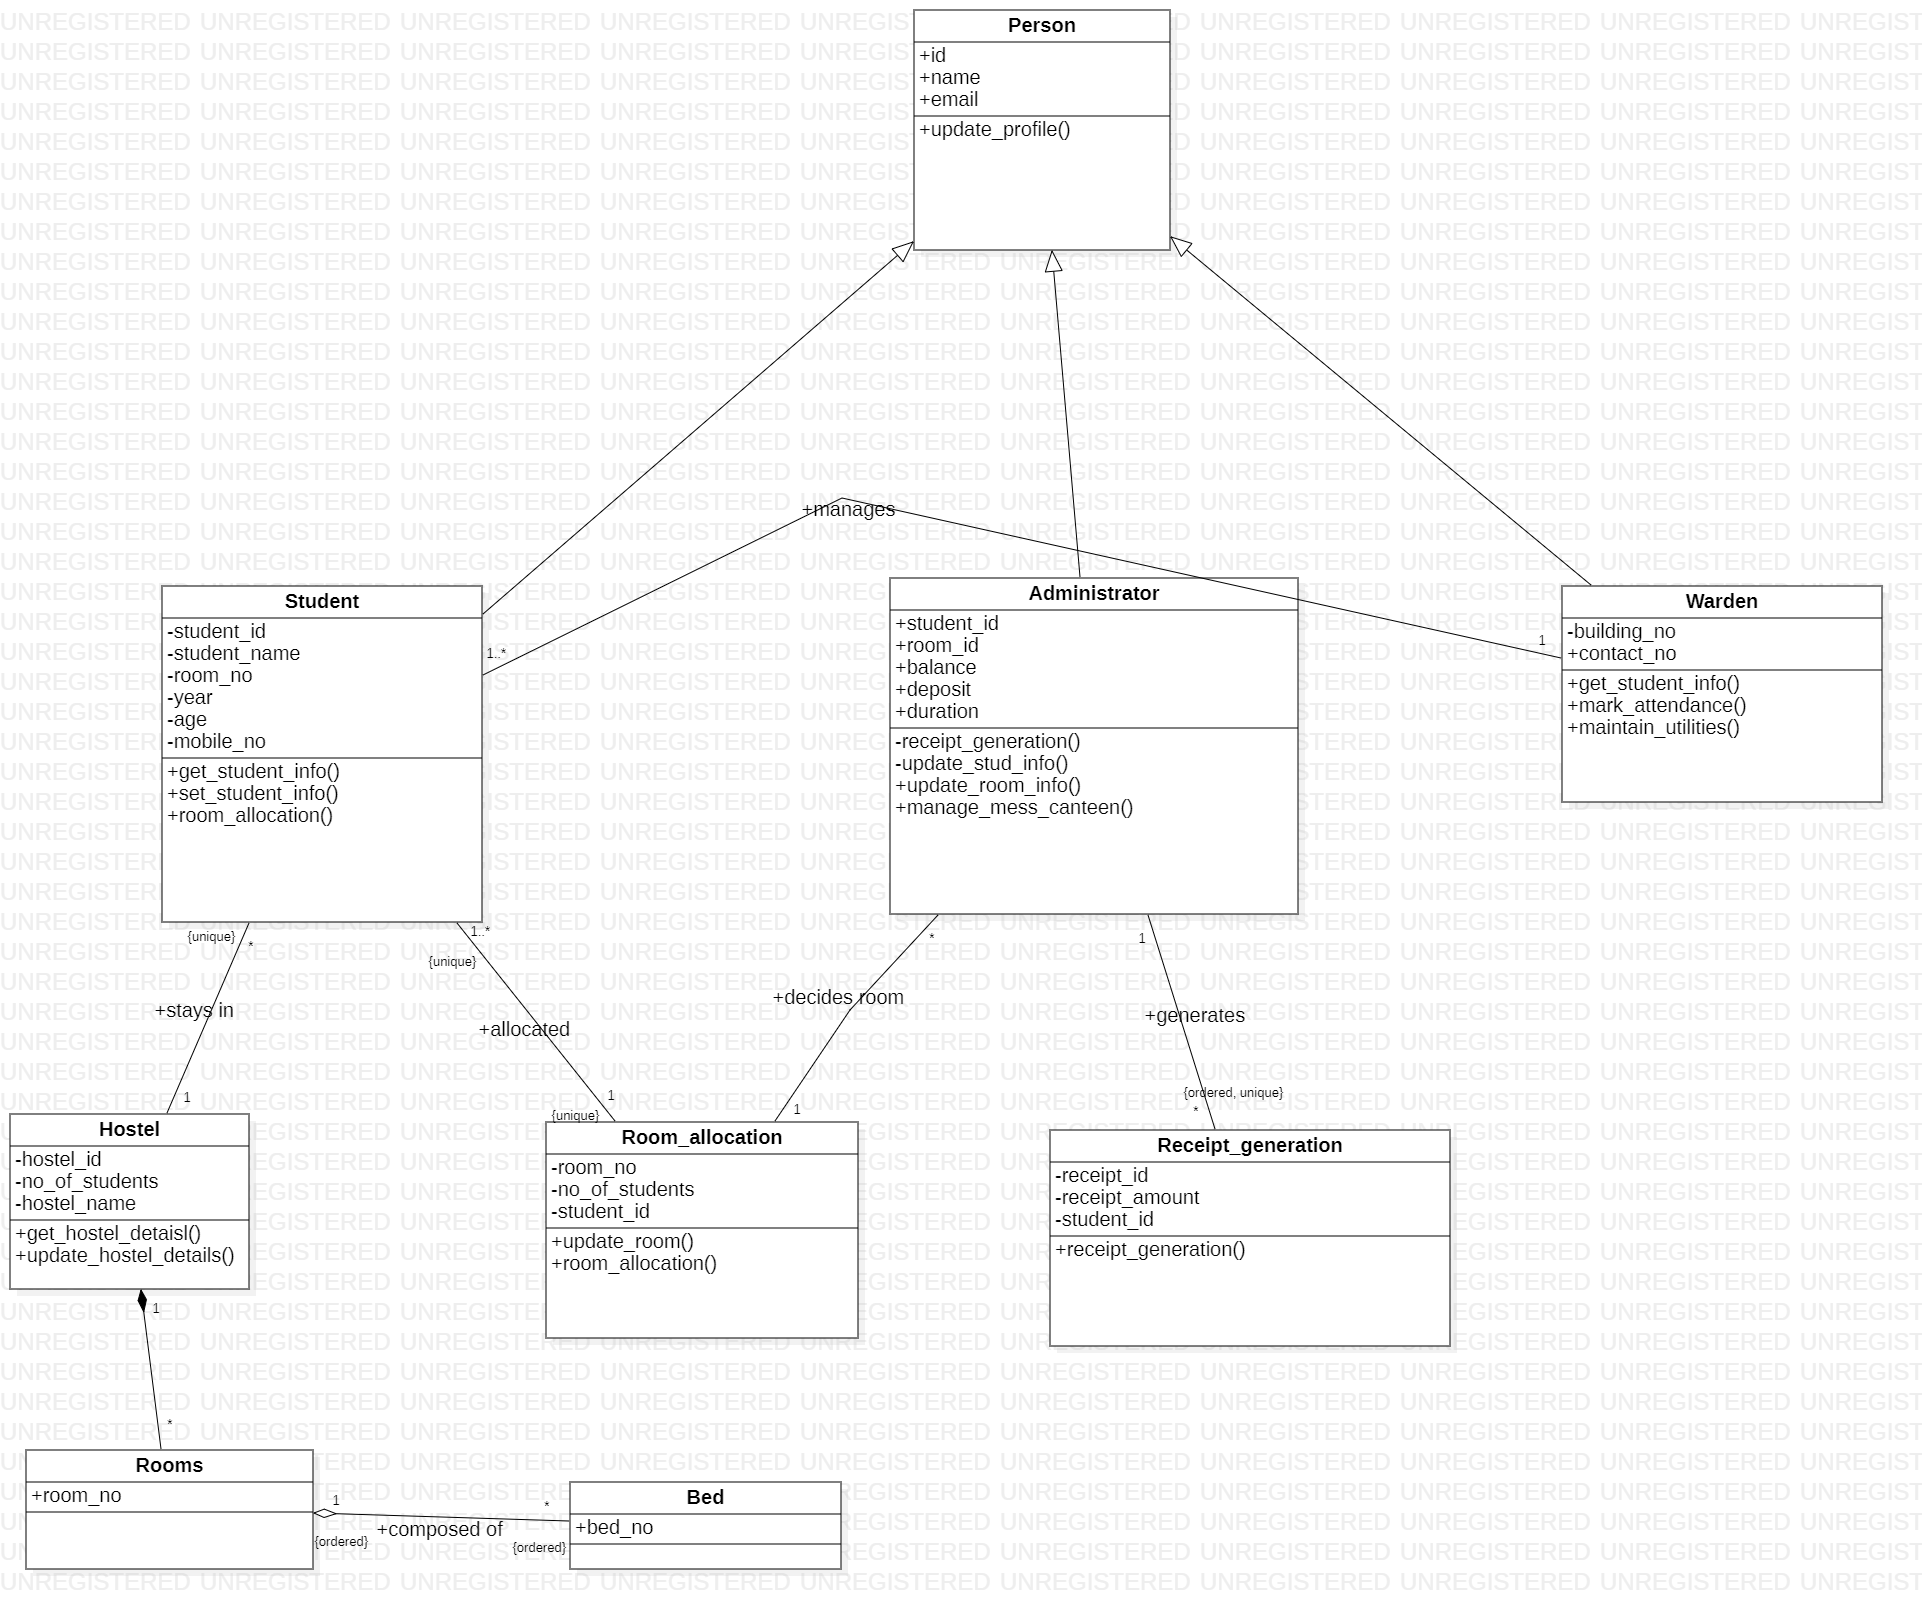 Person
+id
+name
+email
+update_profile()
+manages
Student
-student_id
-student_name
-room_no
-year
-age
-mobile_no
+get_student_info()
+set_student_info()
+room_allocation()
1..*
Administrator
+student_id
+room_id
+balance
+deposit
+duration
-receipt_generation()
-update_stud_info()
+update_room_info()
+manage_mess_canteen()
1
Warden
-building_no
+contact_no
+get_student_info()
+mark_attendance()
+maintain_utilities()
{unique}
*
+stays in
1
1..*
{unique}
+allocated
1
{unique}
*
+decides room
1
1
+generates
{ordered, unique}
*
Hostel
-hostel_id
-no_of_students
-hostel_name
+get_hostel_detaisl()
+update_hostel_details()
Room_allocation
-room_no
-no_of_students
-student_id
+update_room()
+room_allocation()
Receipt_generation
-receipt_id
-receipt_amount
-student_id
+receipt_generation()
1
*
Rooms
+room_no
1
{ordered}
+composed of
*
{ordered}
Bed
+bed_no
UNREGISTERED